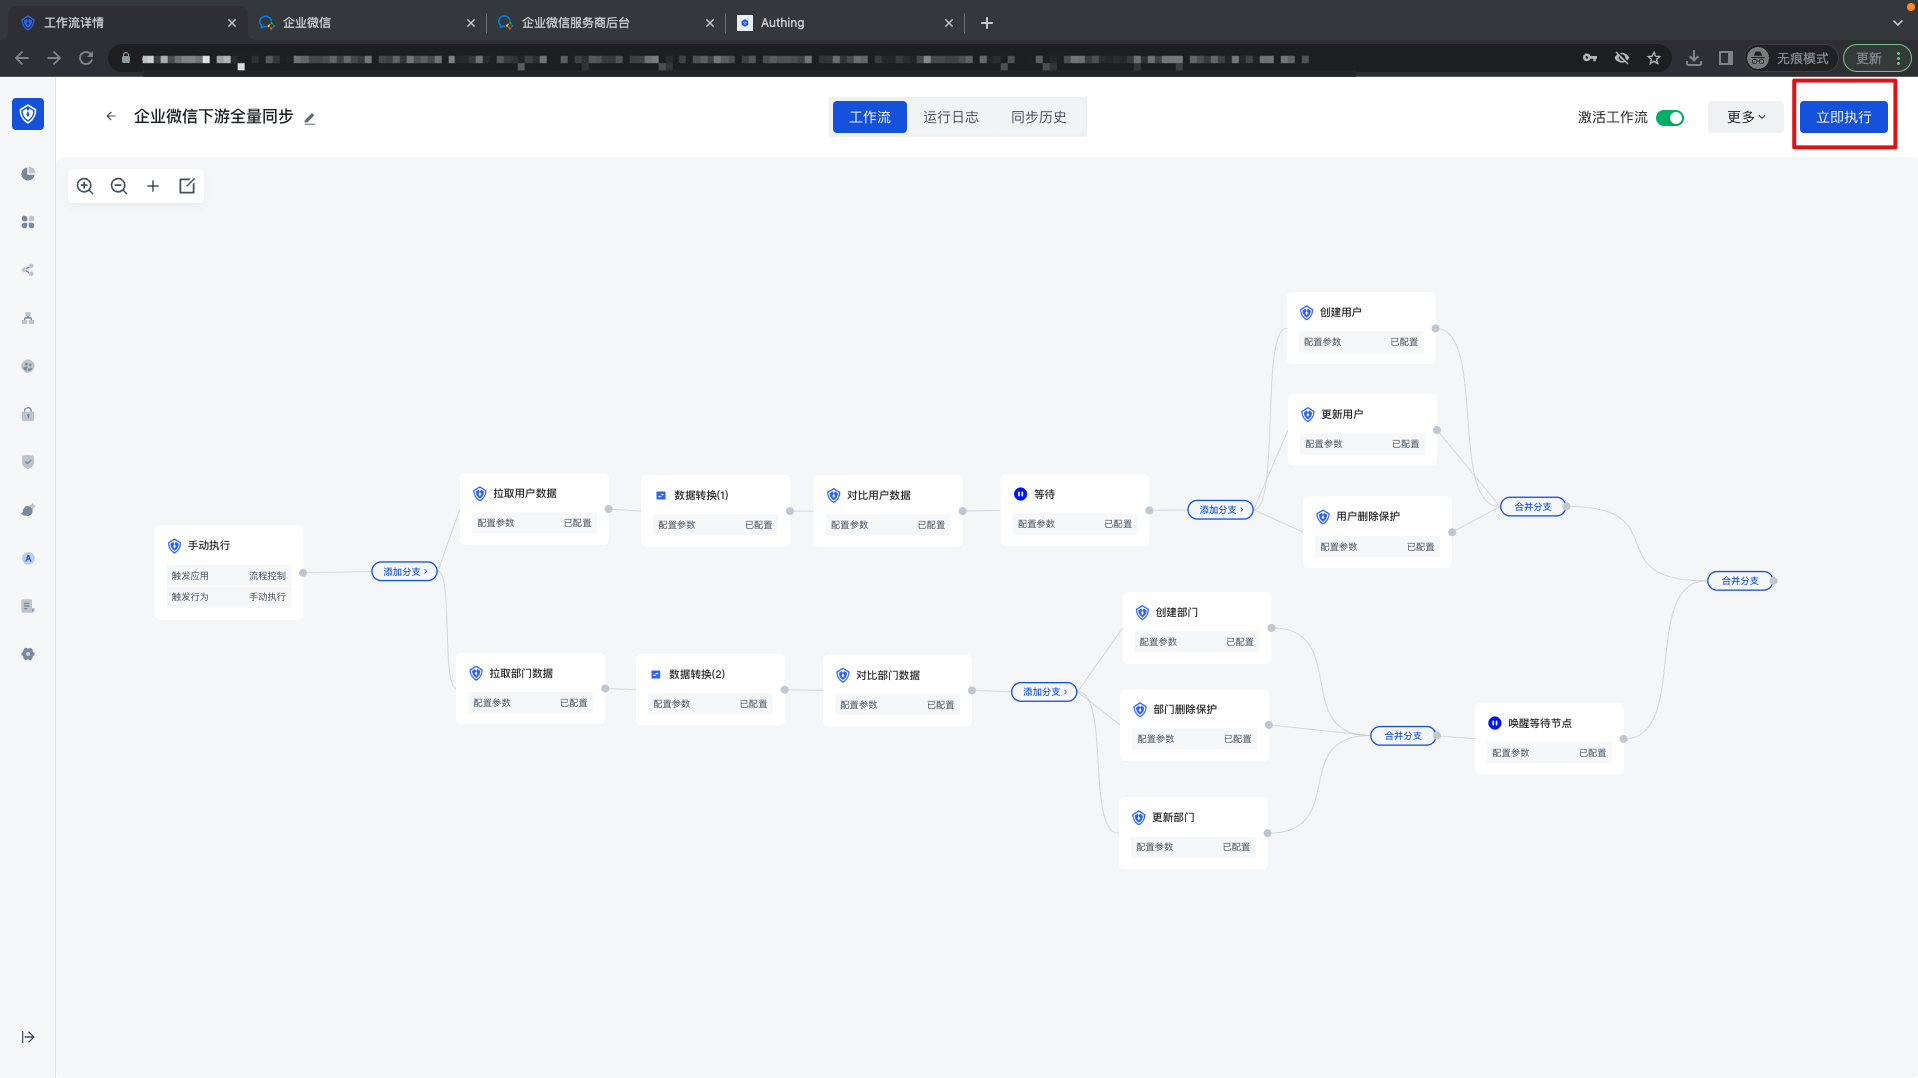 工作流详情
企业微信
企业微信服务商后台
Authing
无痕模式
更新
企业微信下游全量同步
工作流
运行日志
同步历史
激活工作流
更多
立即执行
创建用户
配置参数 已配置
更新用户
配置参数 已配置
拉取用户数据
配置参数 已配置
数据转换(1)
配置参数 已配置
对比用户数据
配置参数 已配置
等待
配置参数 已配置
添加分支 >
用户删除保护
配置参数 已配置
合并分支
手动执行
触发应用 流程控制
触发行为 手动执行
添加分支 >
合并分支
创建部门
配置参数 已配置
拉取部门数据
配置参数 已配置
数据转换(2)
配置参数 已配置
对比部门数据
配置参数 已配置
添加分支 >
部门删除保护
配置参数 已配置
合并分支
唤醒等待节点
配置参数 已配置
更新部门
配置参数 已配置